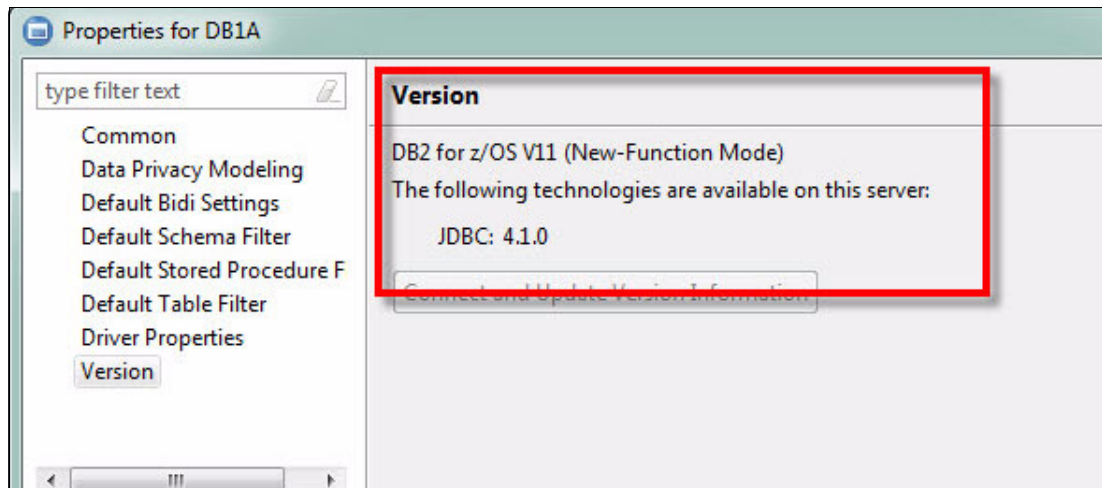 Properties for DB1A
type filter text
Common
Data Privacy Modeling
Default Bidi Settings
Default Schema Filter
Default Stored Procedure F
Default Table Filter
Driver Properties
Version
Version
DB2 for z/OS V11 (New-Function Mode)
The following technologies are available on this server:
JDBC: 4.1.0
Connect and Update Version Information